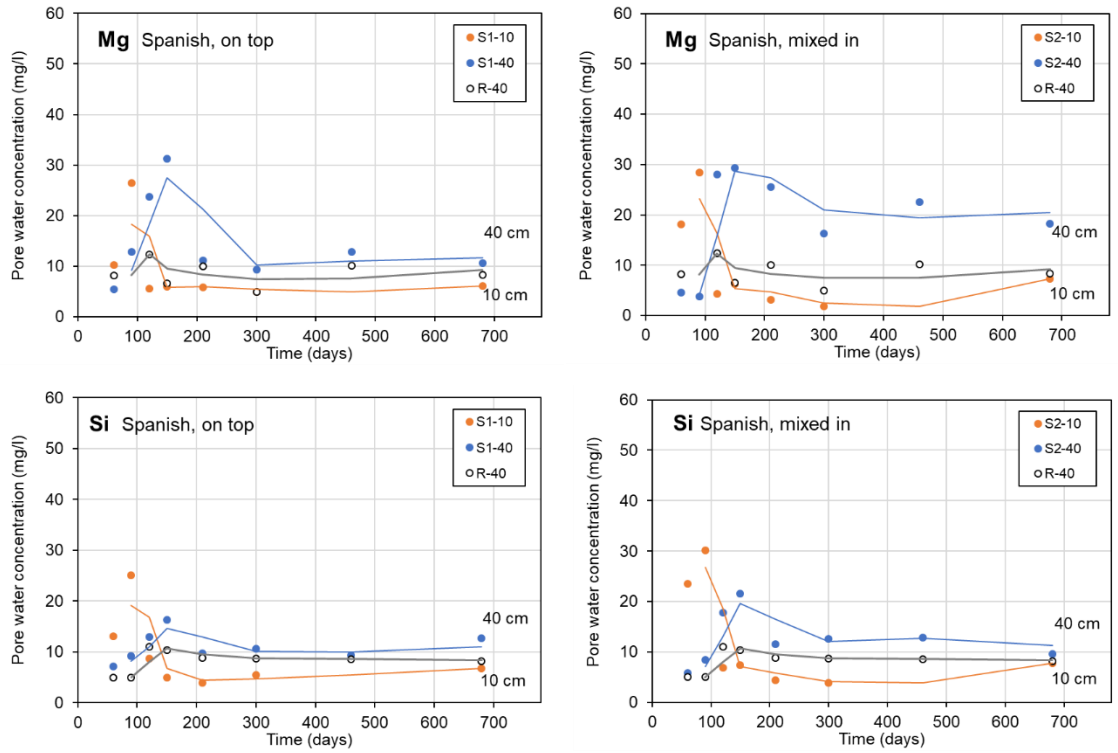 Mg Spanish, on top
S1-10
S1-40
R-40
Pore water concentration (mg/l)
60
50
40
30
20
10
0
40 cm
10 cm
0 100 200 300 400 500 600 700
Time (days)
Mg Spanish, mixed in
S2-10
S2-40
R-40
Pore water concentration (mg/l)
60
50
40
30
20
10
0
40 cm
10 cm
0 100 200 300 400 500 600 700
Time (days)
Si Spanish, on top
S1-10
S1-40
R-40
Pore water concentration (mg/l)
60
50
40
30
20
10
0
40 cm
10 cm
0 100 200 300 400 500 600 700
Time (days)
Si Spanish, mixed in
S2-10
S2-40
R-40
Pore water concentration (mg/l)
60
50
40
30
20
10
0
40 cm
10 cm
0 100 200 300 400 500 600 700
Time (days)